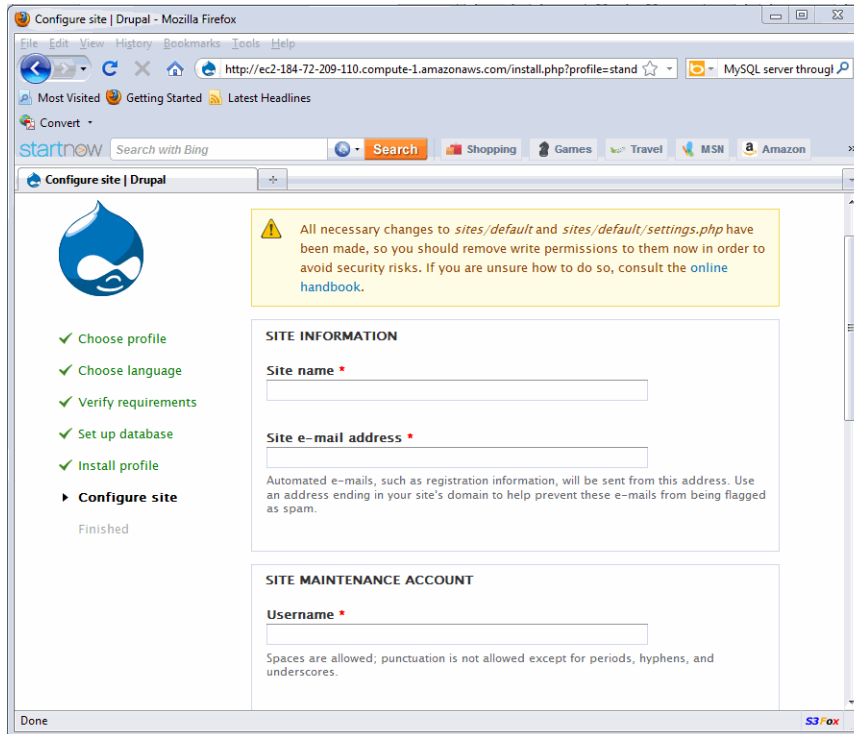 Configure site | Drupal - Mozilla Firefox
File Edit View History Bookmarks Tools Help
http://ec2-184-72-209-110.compute-1.amazonaws.com/install.php?profile=stand
MySQL server through
Most Visited Getting Started Latest Headlines
Convert
startnow Search with Bing Search Shopping Games Travel MSN Amazon »
Configure site | Drupal
All necessary changes to sites/default and sites/default/settings.php have
been made, so you should remove write permissions to them now in order to
avoid security risks. If you are unsure how to do so, consult the online
handbook.
Choose profile
Choose language
Verify requirements
Set up database
Install profile
Configure site
Finished
SITE INFORMATION
Site name *
Site e-mail address *
Automated e-mails, such as registration information, will be sent from this address. Use
an address ending in your site's domain to help prevent these e-mails from being flagged
as spam.
SITE MAINTENANCE ACCOUNT
Username *
Spaces are allowed; punctuation is not allowed except for periods, hyphens, and
underscores.
Done
S3Fox